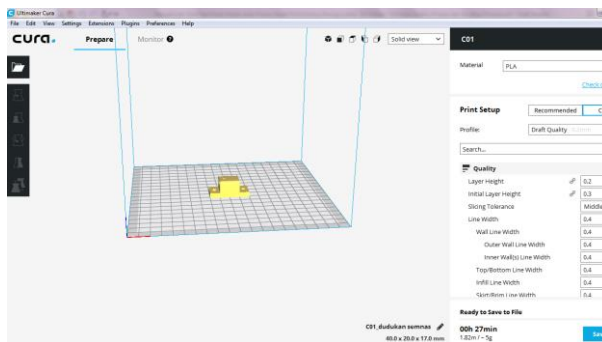 Ultimaker Cura
File Edit View Settings Extensions Plugins Preferences Help
cura. Prepare Monitor Solid view
C01
Material PLA
Check
Print Setup Recommended
Profile: Draft Quality
Search...
Quality
Layer Height 0.2
Initial Layer Height 0.3
Slicing Tolerance Middle
Line Width 0.4
Wall Line Width 0.4
Outer Wall Line Width 0.4
Inner Wall(s) Line Width 0.4
Top/Bottom Line Width 0.4
Infill Line Width 0.4
Skirt/Brim Line Width 0.4
Ready to Save to File
C01_dudukan semnas
40.0 x 20.0 x 17.0 mm
00h 27min
1.82m / ~ 5g